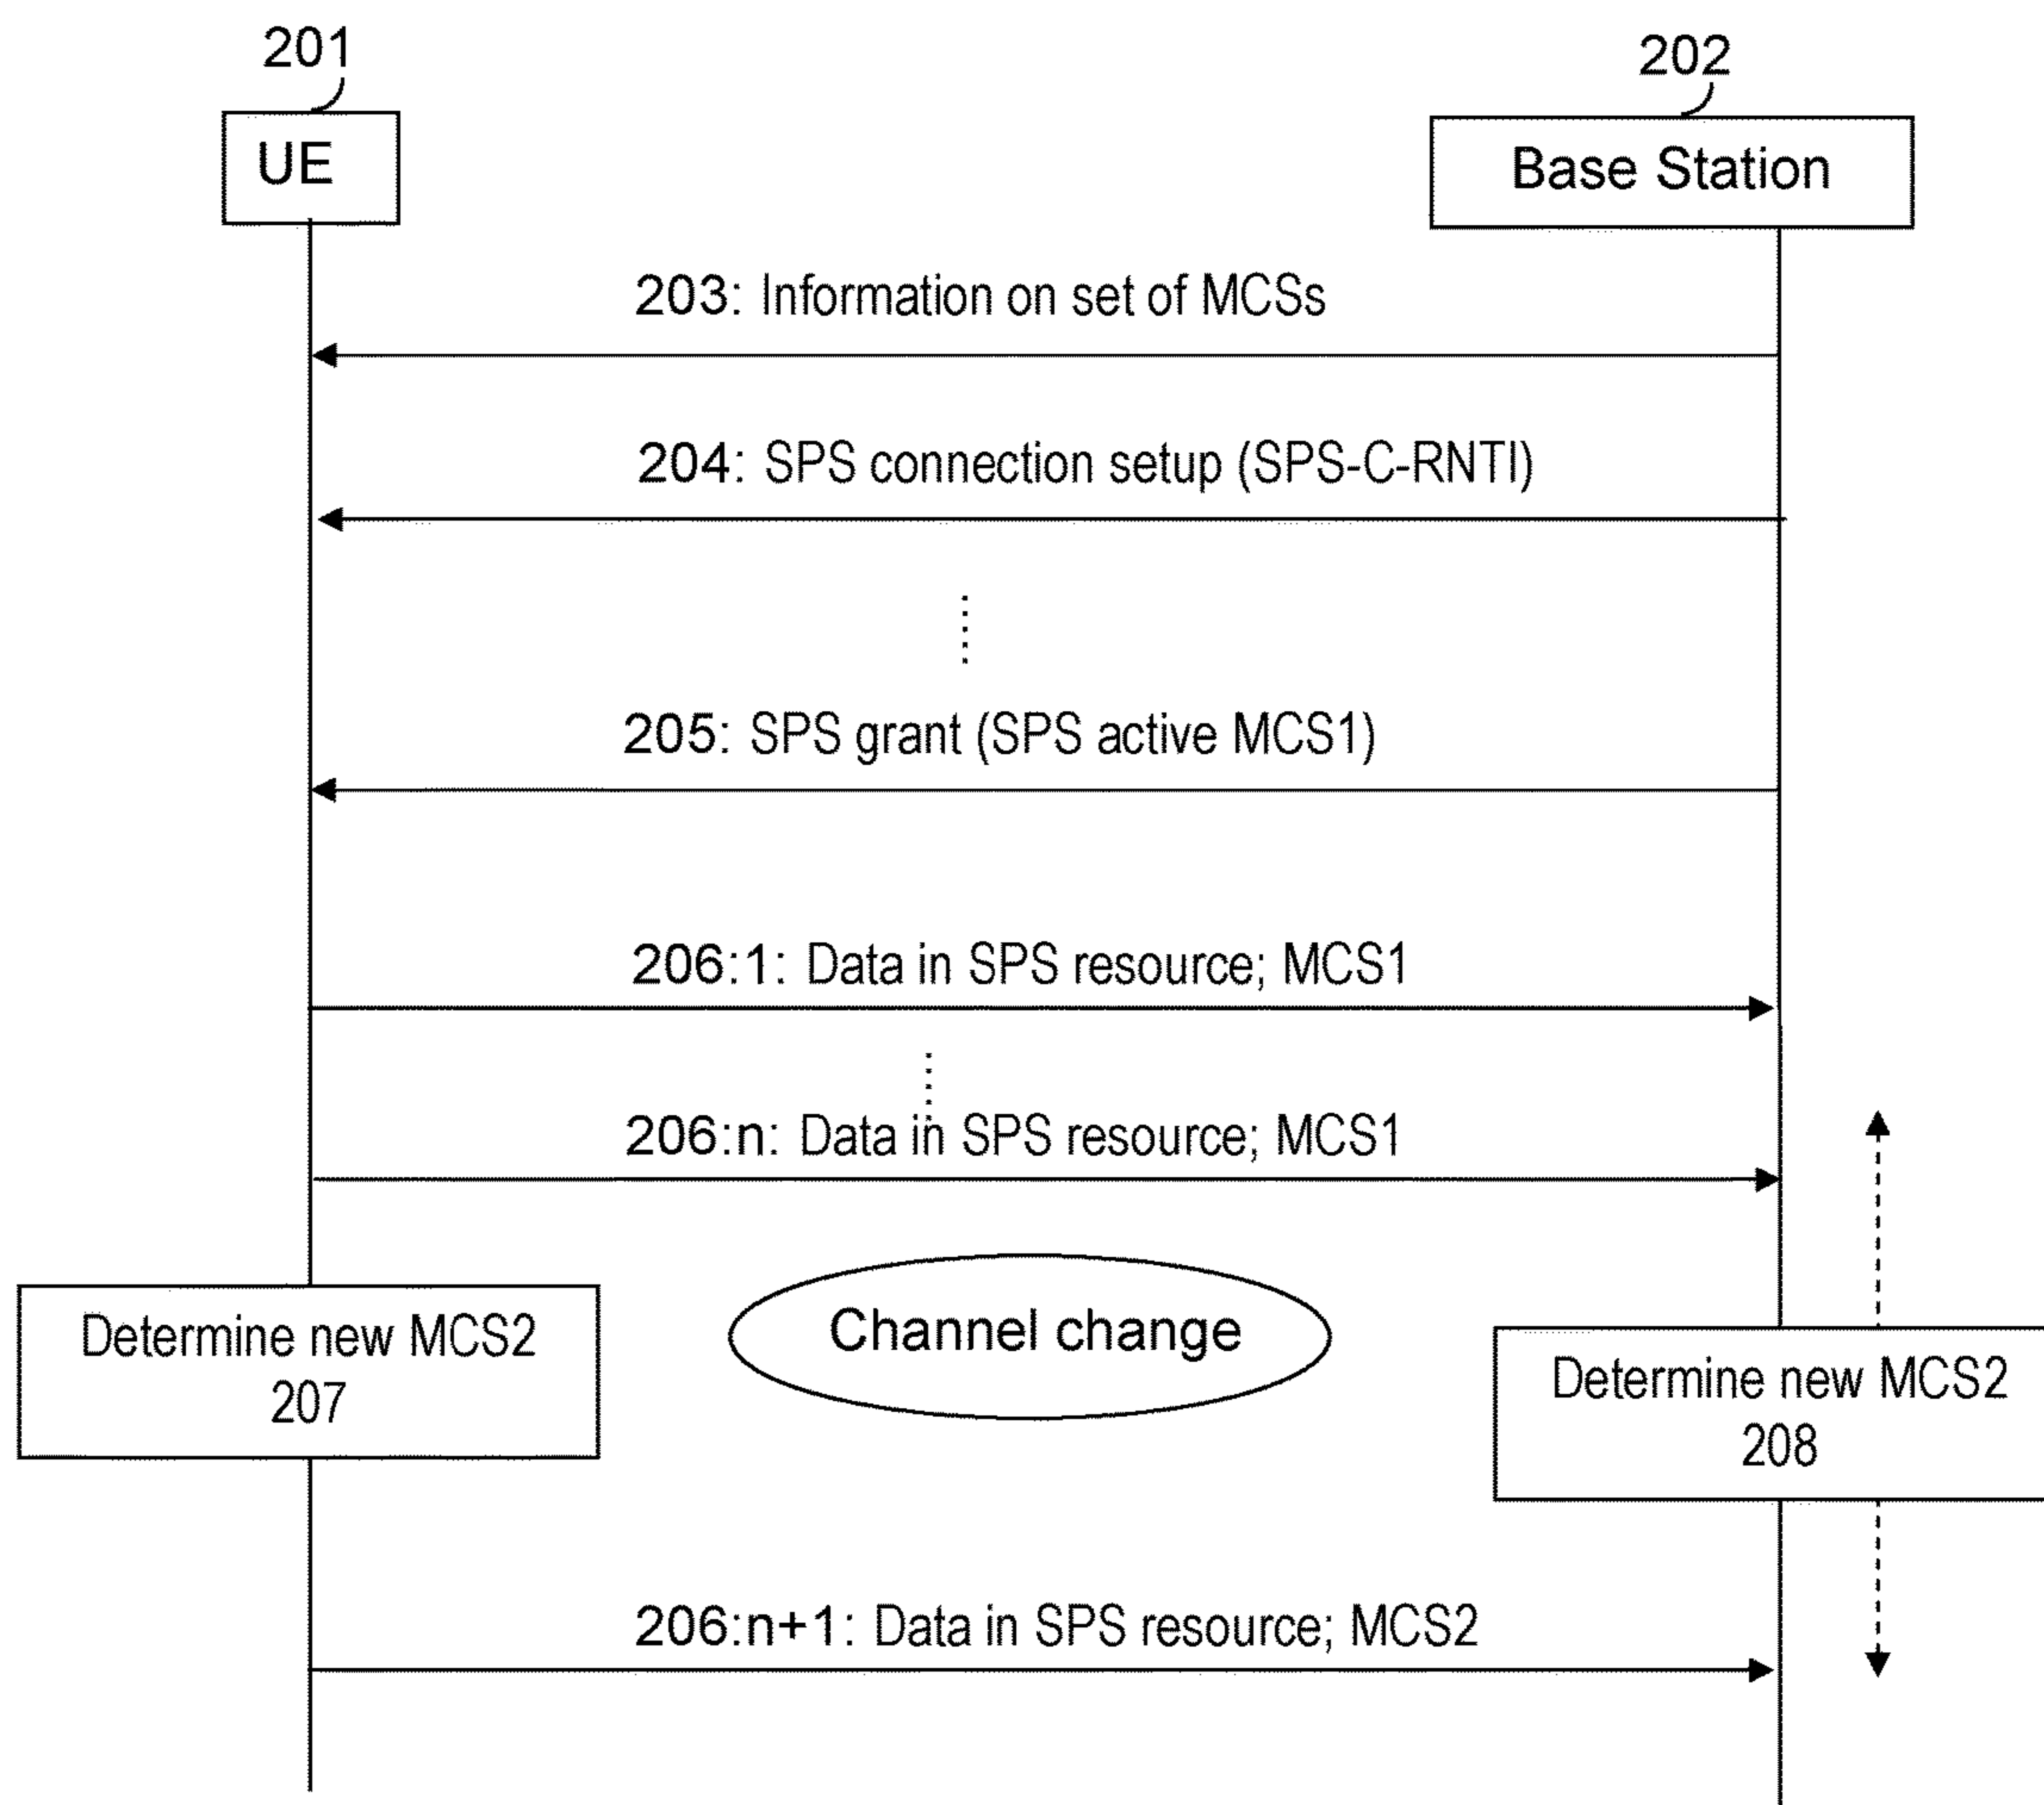 201
202
UE
Base Station
203: Information on set of MCSs
204: SPS connection setup (SPS-C-RNTI)
205: SPS grant (SPS active MCS1)
206:1: Data in SPS resource; MCS1
206:n: Data in SPS resource; MCS1
Channel change
Determine new MCS2
207
Determine new MCS2
208
206:n+1: Data in SPS resource; MCS2